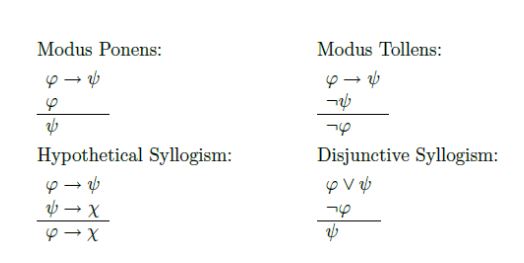 Modus Ponens:
φ → ψ
φ
ψ
Modus Tollens:
φ → ψ
¬ψ
¬φ
Hypothetical Syllogism:
φ → ψ
ψ → χ
φ → χ
Disjunctive Syllogism:
φ ∨ ψ
¬φ
ψ